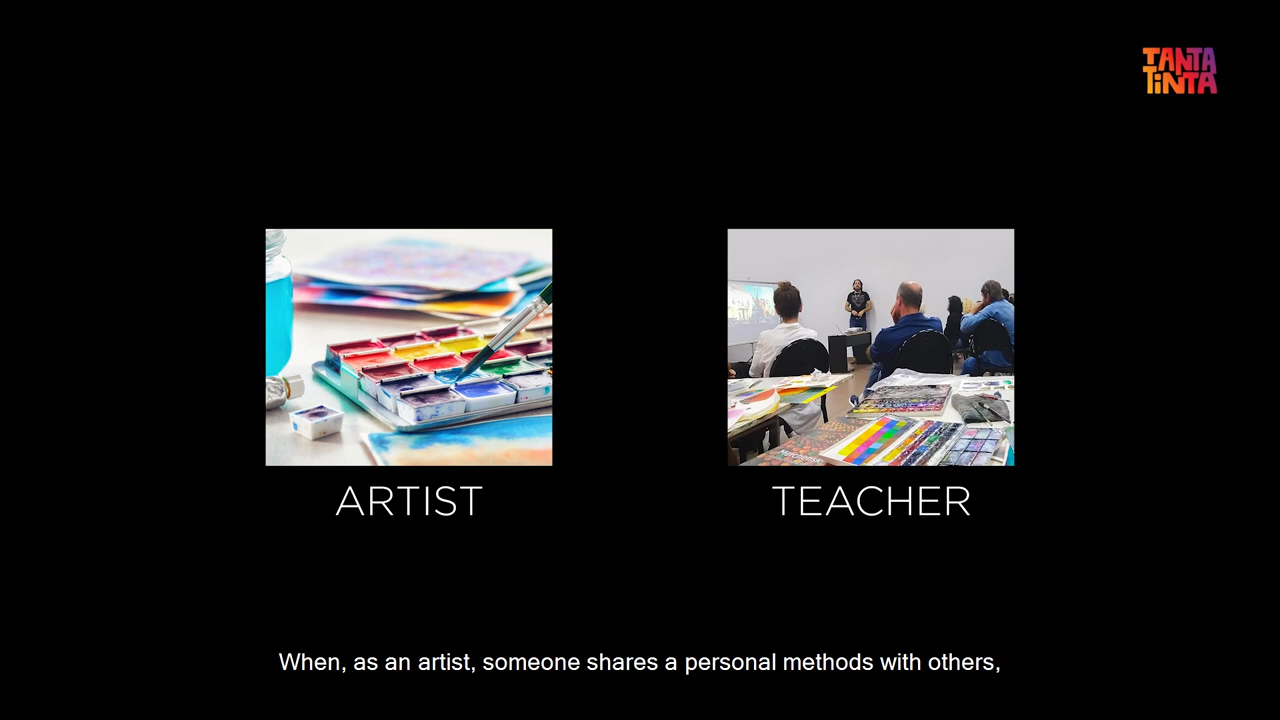 TANTA
TiNTA
ARTIST
TEACHER
When, as an artist, someone shares a personal methods with others,